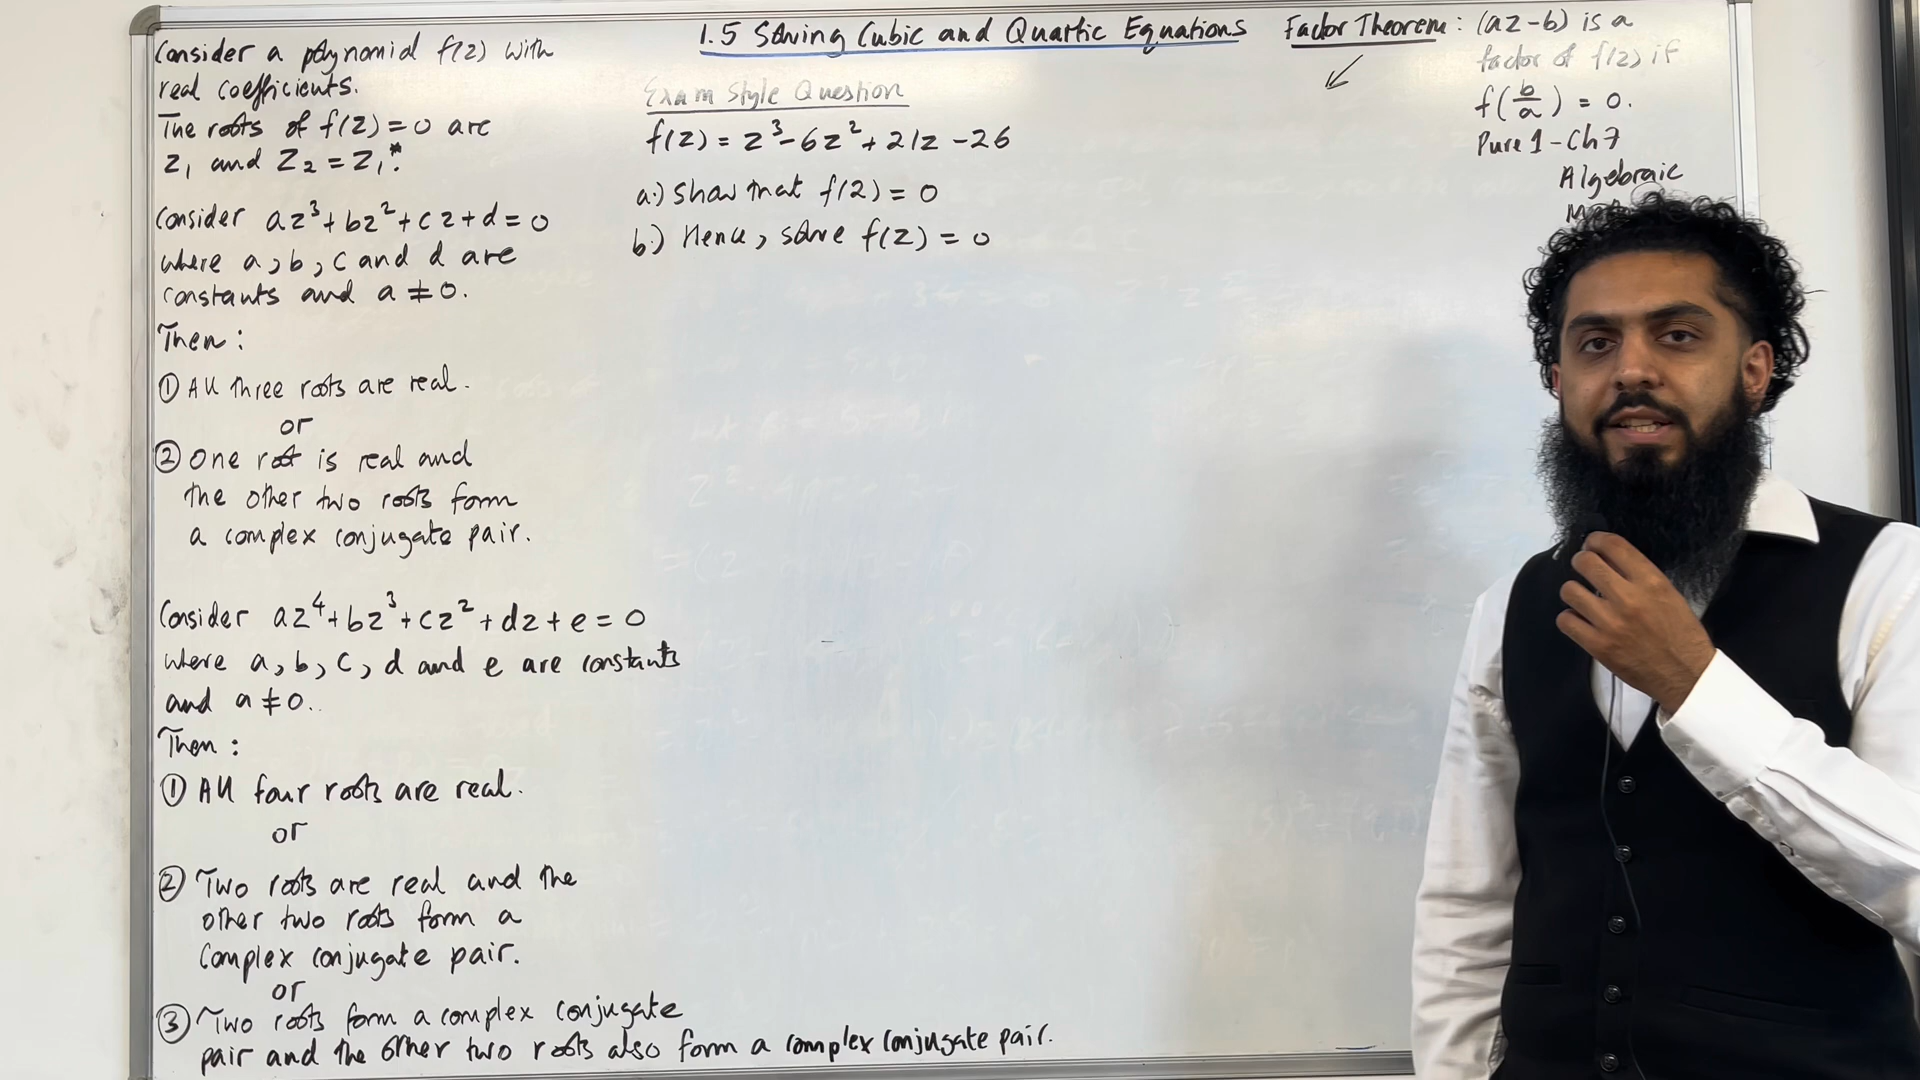 1.5 Solving Cubic and Quartic Equations
Consider a polynomial f(z) with
real coefficients.
The roots of f(z) = 0 are
z₁ and z₂ = z₁*.
Consider az³ + bz² + cz + d = 0
where a, b, c and d are
constants and a ≠ 0.
Then:
① All three roots are real.
or
② One root is real and
the other two roots form
a complex conjugate pair.
Consider az⁴ + bz³ + cz² + dz + e = 0
where a, b, c, d and e are constants
and a ≠ 0.
Then:
① All four roots are real.
or
② Two roots are real and the
other two roots form a
complex conjugate pair.
or
③ Two roots form a complex conjugate
pair and the other two roots also form a complex conjugate pair.
Exam Style Question
f(z) = z³ - 6z² + 21z - 26
a.) Show that f(2) = 0
b.) Hence, solve f(z) = 0
Factor Theorem: (az-b) is a
factor of f(z) if
f(b/a) = 0.
Pure 1 - Ch 7
Algebraic